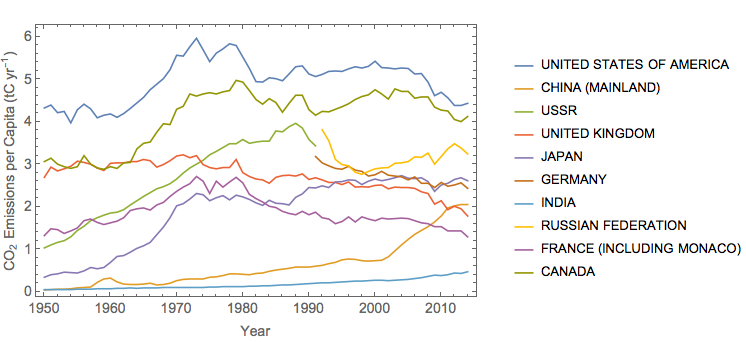 CO₂ Emissions per Capita (tC yr⁻¹)
6
5
4
3
2
1
0
1950 1960 1970 1980 1990 2000 2010
Year
UNITED STATES OF AMERICA
CHINA (MAINLAND)
USSR
UNITED KINGDOM
JAPAN
GERMANY
INDIA
RUSSIAN FEDERATION
FRANCE (INCLUDING MONACO)
CANADA